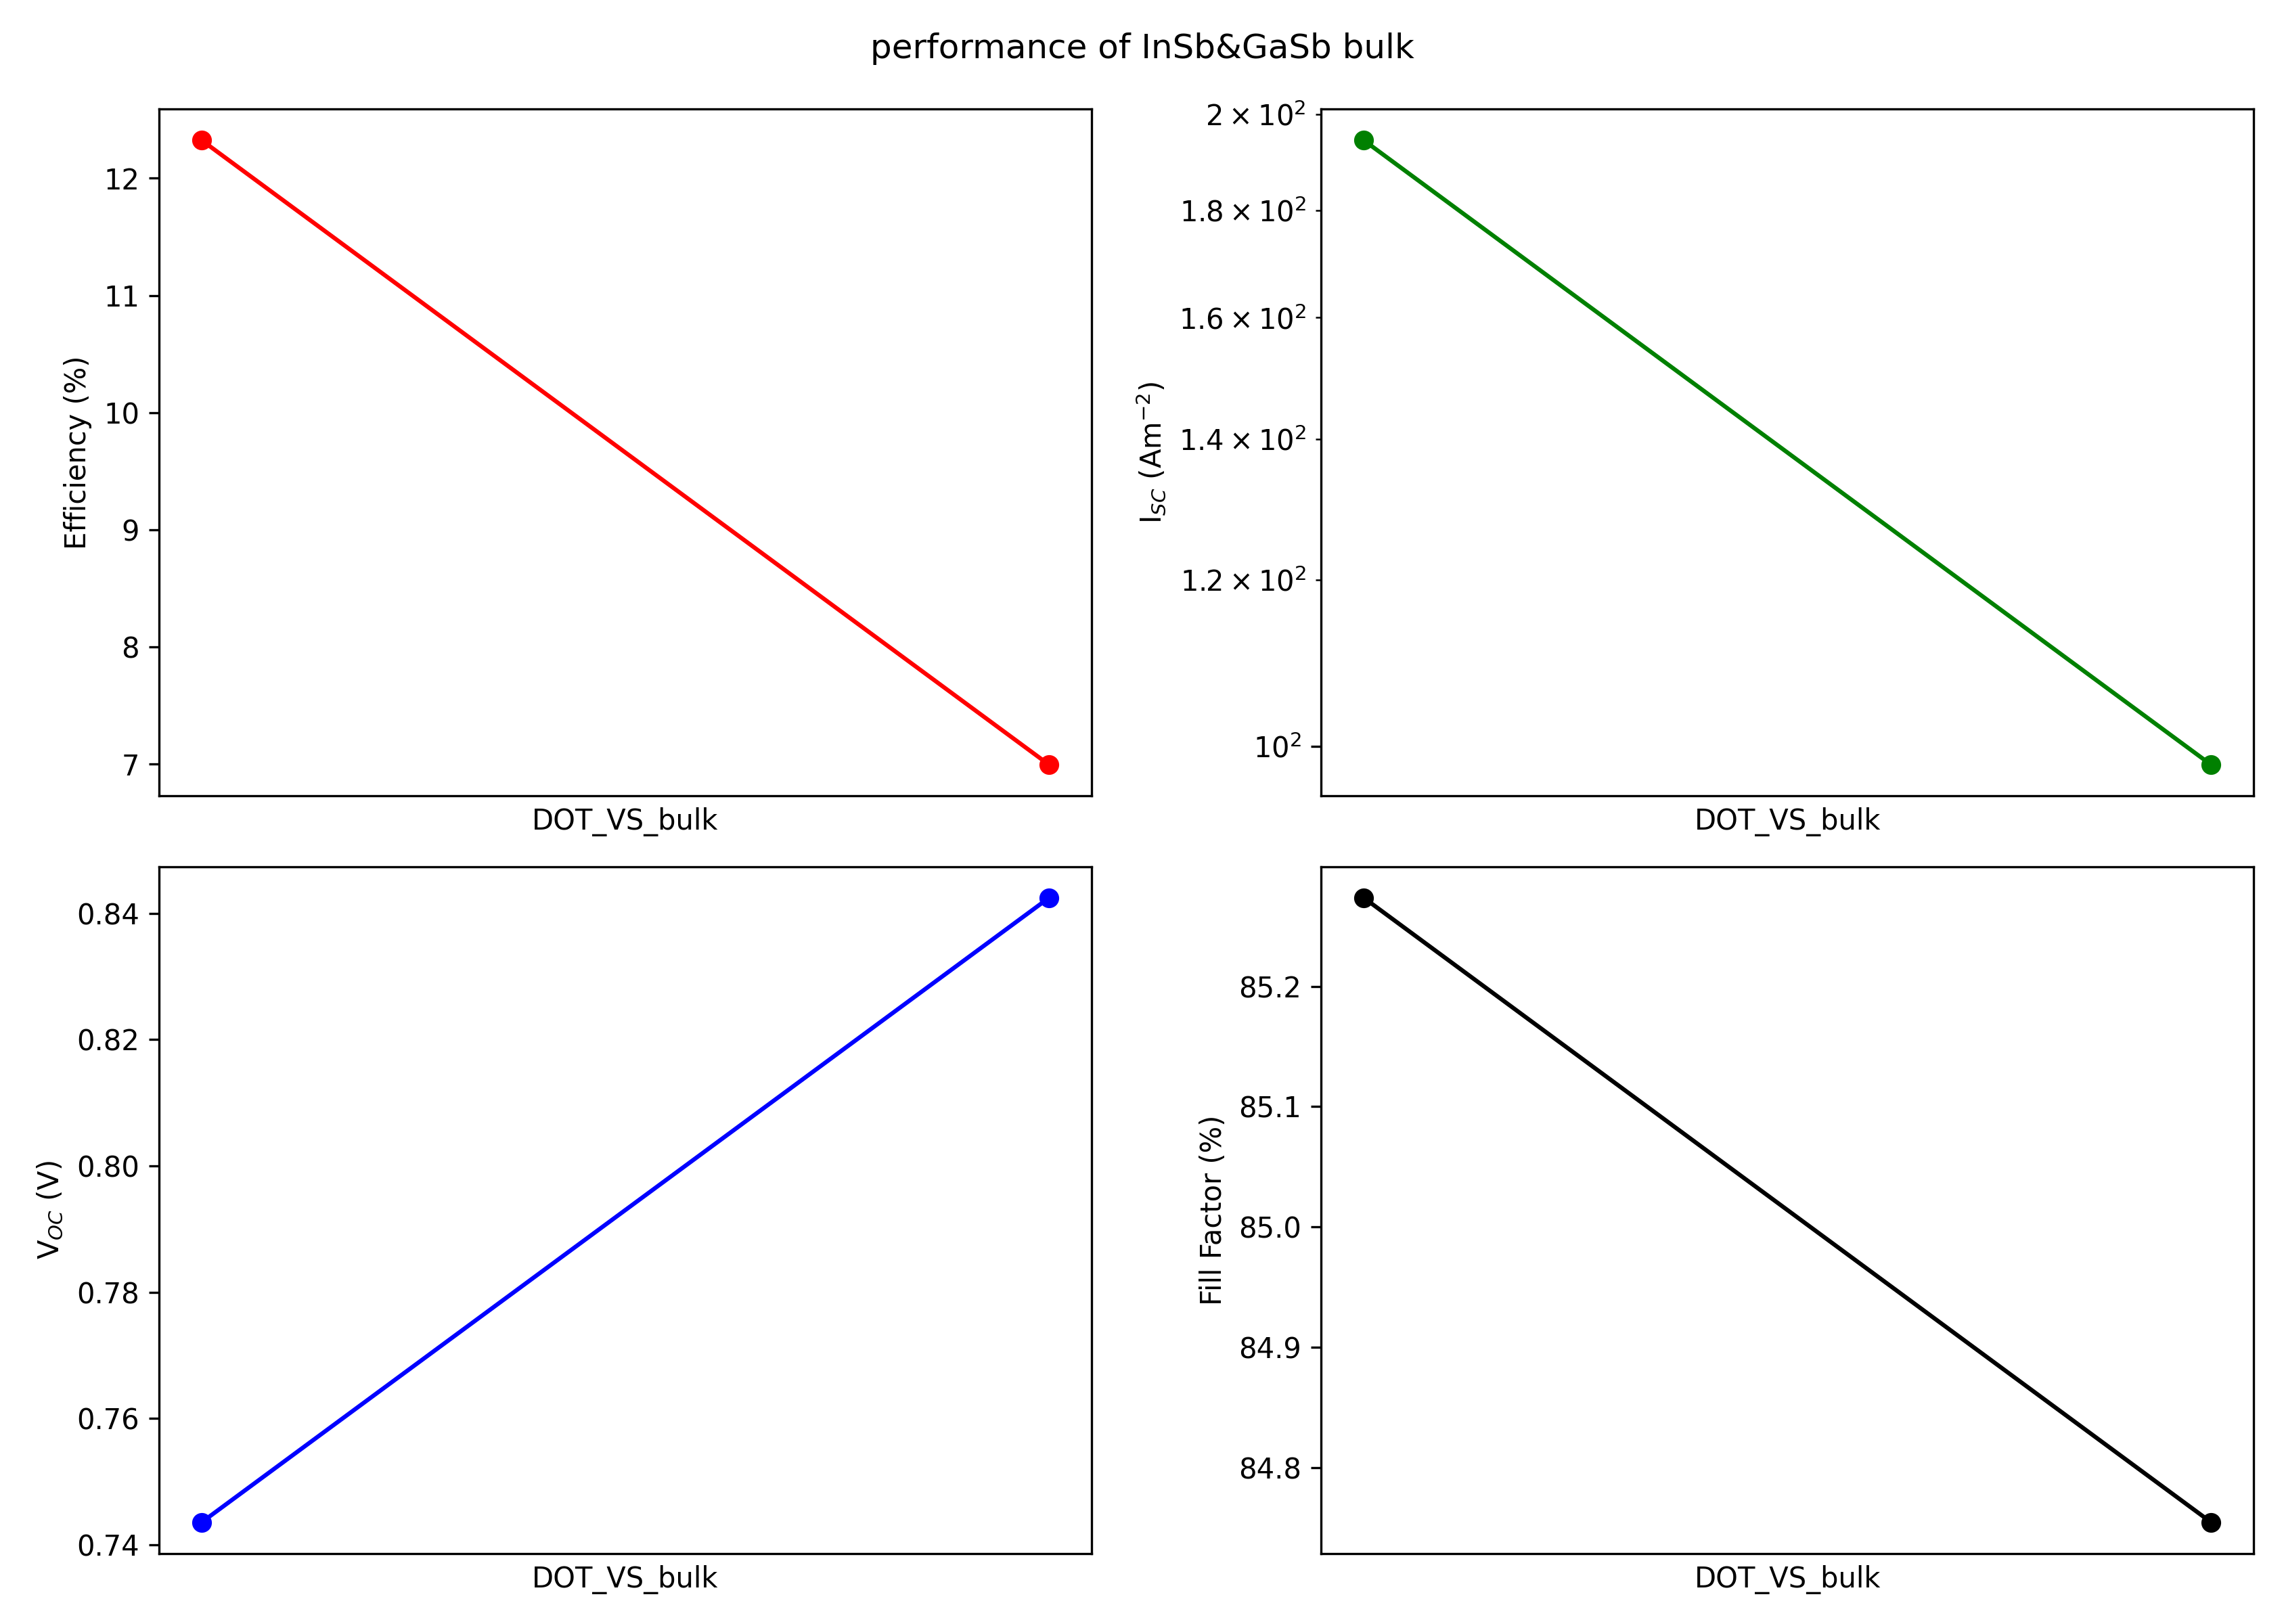 performance of InSb&GaSb bulk
Efficiency (%)
12
11
10
9
8
7
DOT_VS_bulk
I_SC (Am⁻²)
2 × 10²
1.8 × 10²
1.6 × 10²
1.4 × 10²
1.2 × 10²
10²
DOT_VS_bulk
V_OC (V)
0.84
0.82
0.80
0.78
0.76
0.74
DOT_VS_bulk
Fill Factor (%)
85.2
85.1
85.0
84.9
84.8
DOT_VS_bulk